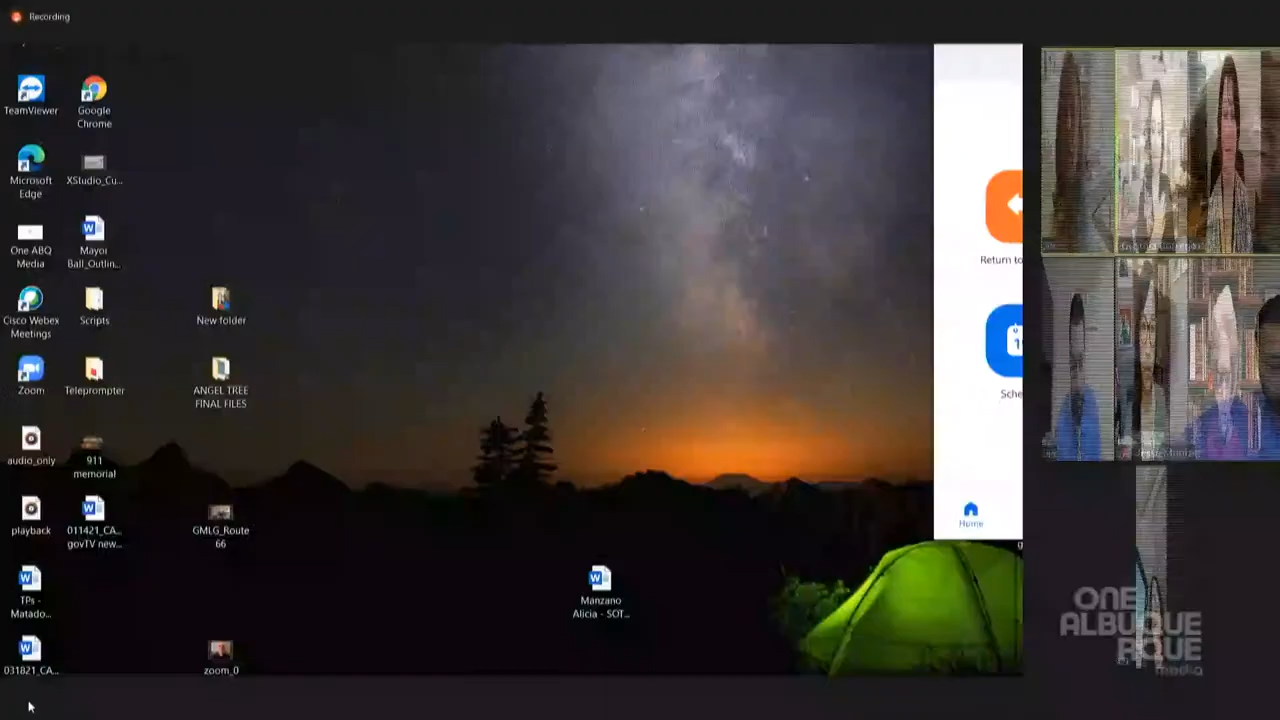 Recording
TeamViewer
Google
Chrome
Microsoft
Edge
XStudio_Cu...
One ABQ
Media
Mayor
Ball_Outlin...
Cisco Webex
Meetings
Scripts
New folder
Zoom
Teleprompter
ANGEL TREE
FINAL FILES
audio_only
911
memorial
playback
011421_CA...
govTV new...
GMLG_Route
66
TPs -
Matado...
Manzano
Alicia - SOT...
031821_CA...
zoom_0
Return to
Sche
Home
ONE
ALBUQUE
RQUE
media